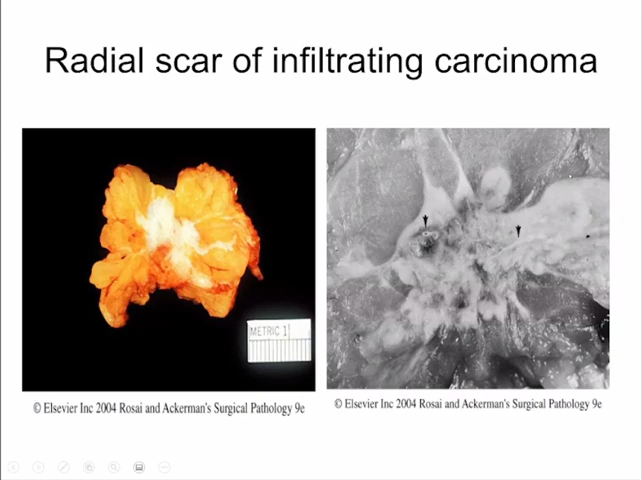 Radial scar of infiltrating carcinoma
METRIC 1
© Elsevier Inc 2004 Rosai and Ackerman's Surgical Pathology 9e
© Elsevier Inc 2004 Rosai and Ackerman's Surgical Pathology 9e